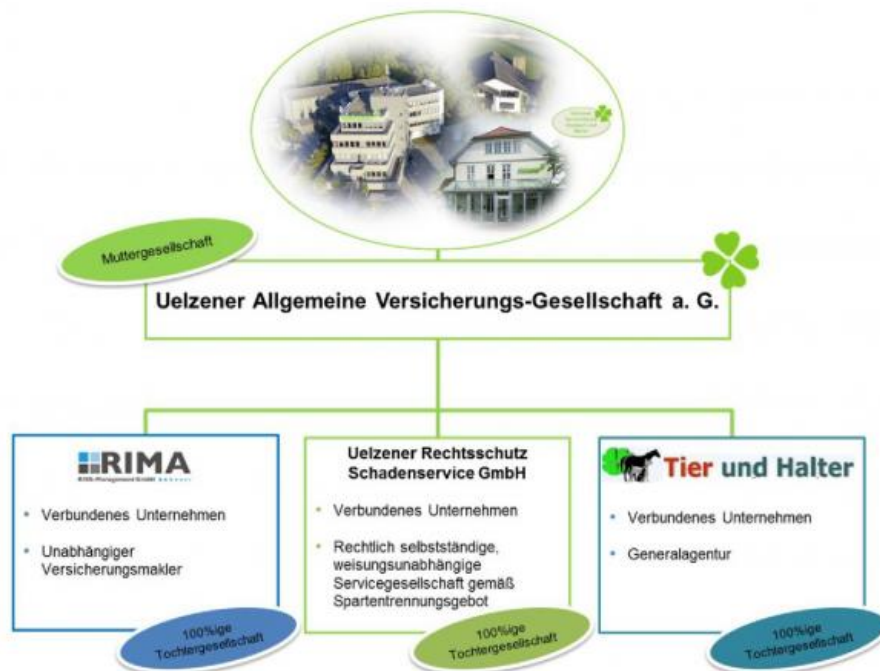 Muttergesellschaft
Uelzener Allgemeine Versicherungs-Gesellschaft a. G.
RIMA
Uelzener Rechtsschutz
Schadenservice GmbH
Tier und Halter
• Verbundenes Unternehmen
• Unabhängiger
Versicherungsmakler
• Verbundenes Unternehmen
• Rechtlich selbstständige,
weisungsunabhängige
Servicegesellschaft gemäß
Spartentrennungsgebot
• Verbundenes Unternehmen
• Generalagentur
100%ige
Tochtergesellschaft
100%ige
Tochtergesellschaft
100%ige
Tochtergesellschaft